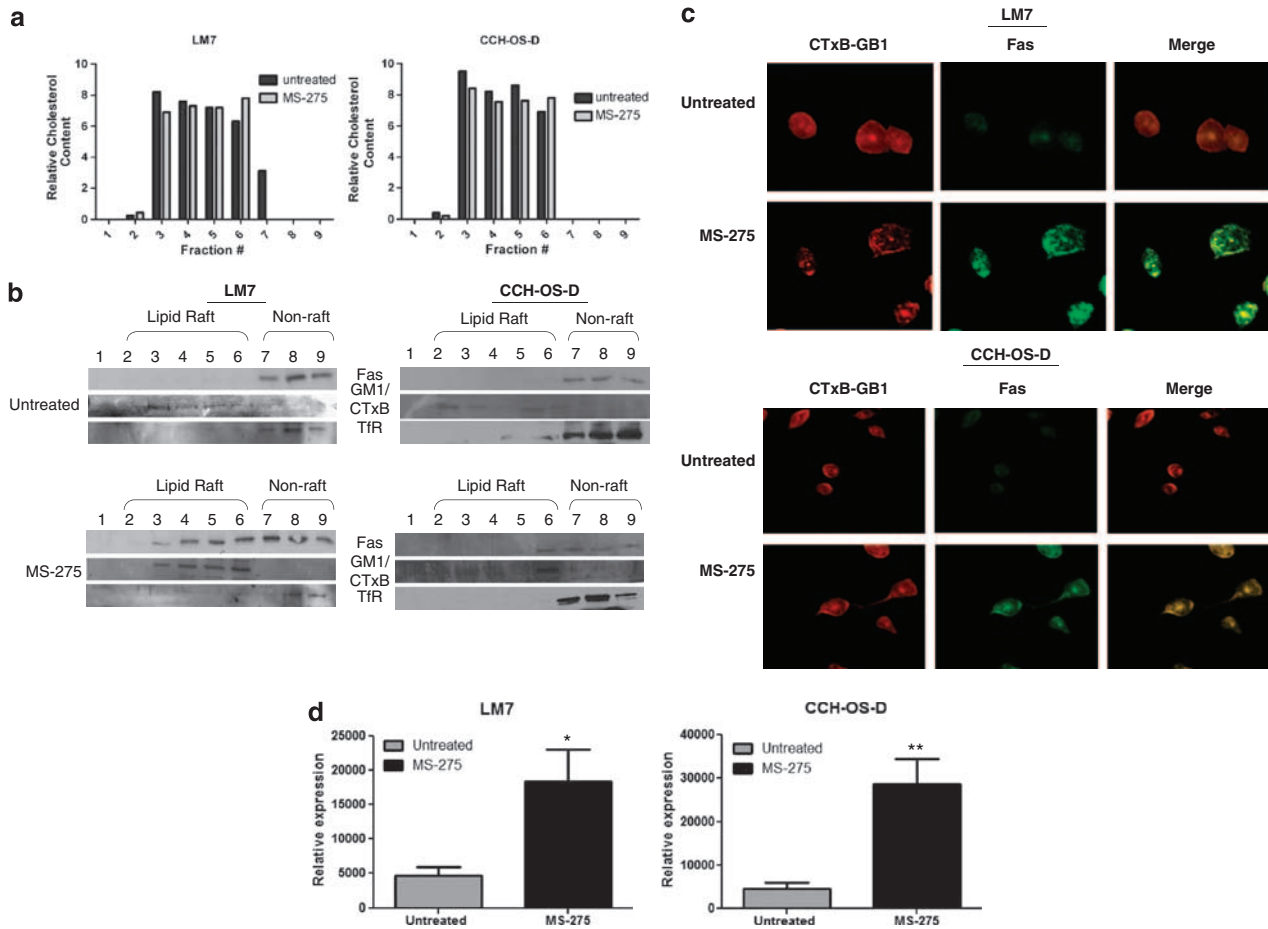 a
LM7
Relative Cholesterol Content
10
8
6
4
2
0
untreated
MS-275
1 2 3 4 5 6 7 8 9
Fraction #
CCH-OS-D
Relative Cholesterol Content
10
8
6
4
2
0
untreated
MS-275
1 2 3 4 5 6 7 8 9
Fraction #
b
LM7
Lipid Raft Non-raft
1 2 3 4 5 6 7 8 9
CCH-OS-D
Lipid Raft Non-raft
1 2 3 4 5 6 7 8 9
Untreated
Fas
GM1/
CTxB
TfR
Lipid Raft Non-raft
1 2 3 4 5 6 7 8 9
Lipid Raft Non-raft
1 2 3 4 5 6 7 8 9
MS-275
Fas
GM1/
CTxB
TfR
c
LM7
CTxB-GB1 Fas Merge
Untreated
MS-275
CCH-OS-D
CTxB-GB1 Fas Merge
Untreated
MS-275
d
LM7
Relative expression
25000
20000
15000
10000
5000
0
Untreated
MS-275
*
Untreated MS-275
CCH-OS-D
Relative expression
40000
30000
20000
10000
0
Untreated
MS-275
**
Untreated MS-275